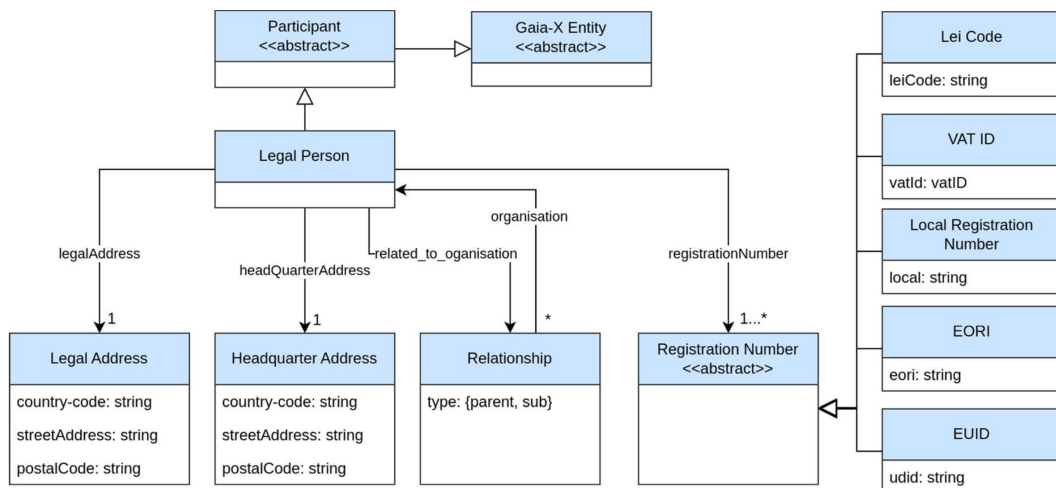 Participant
<<abstract>>
Gaia-X Entity
<<abstract>>
Lei Code
leiCode: string
Legal Person
VAT ID
vatId: vatID
organisation
legalAddress
related_to_oganisation
registrationNumber
headQuarterAddress
Local Registration
Number
local: string
1
1
*
1...*
Legal Address
country-code: string
streetAddress: string
postalCode: string
Headquarter Address
country-code: string
streetAddress: string
postalCode: string
Relationship
type: {parent, sub}
Registration Number
<<abstract>>
EORI
eori: string
EUID
udid: string